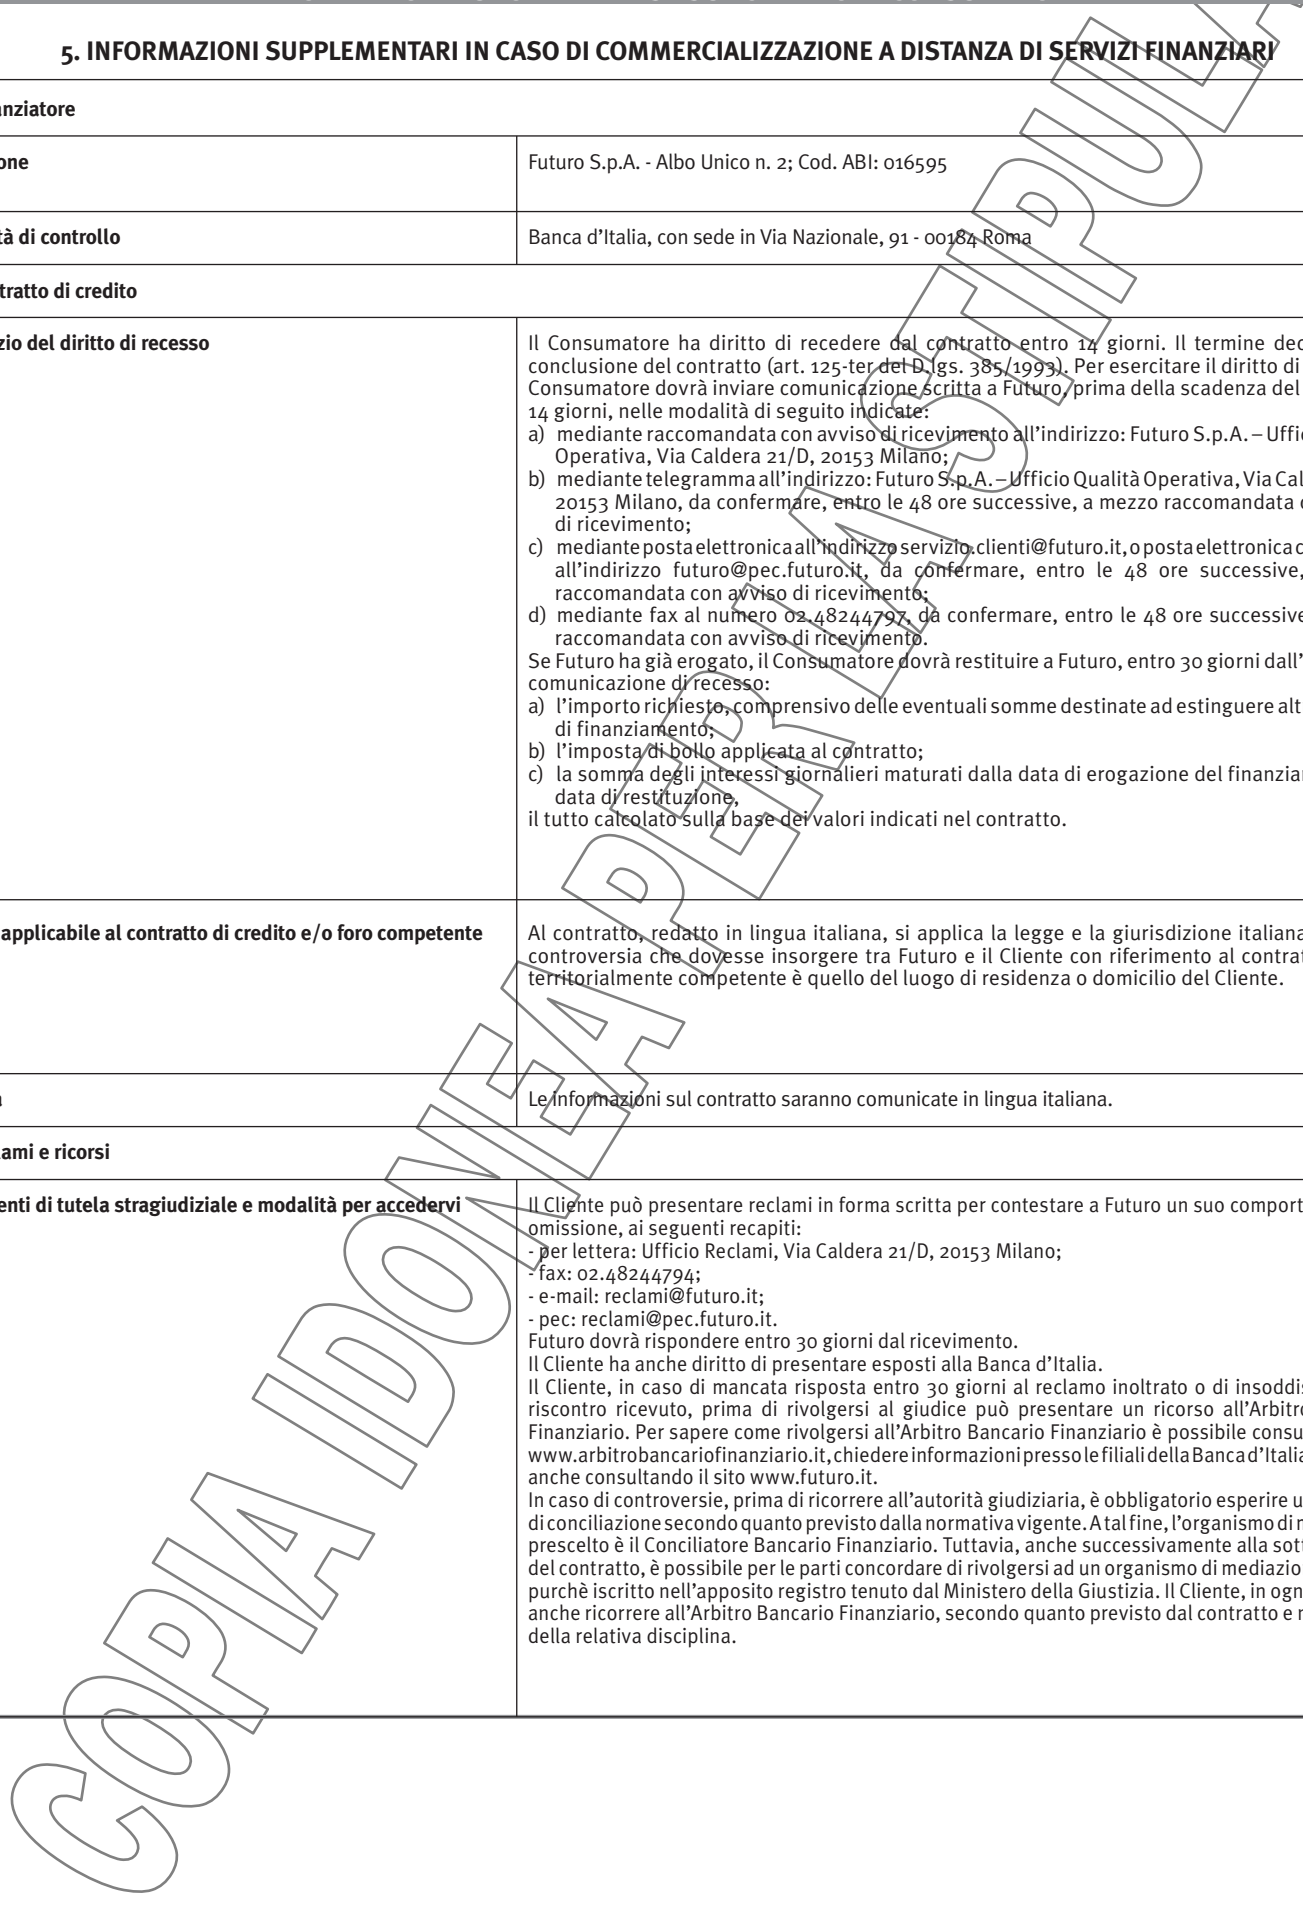 5. INFORMAZIONI SUPPLEMENTARI IN CASO DI COMMERCIALIZZAZIONE A DISTANZA DI SERVIZI FINANZIARI
anziatore
one
Futuro S.p.A. - Albo Unico n. 2; Cod. ABI: 016595
tà di controllo
Banca d'Italia, con sede in Via Nazionale, 91 - 00184 Roma
tratto di credito
zio del diritto di recesso
Il Consumatore ha diritto di recedere dal contratto entro 14 giorni. Il termine dec
conclusione del contratto (art. 125-ter del D.lgs. 385/1993). Per esercitare il diritto di
Consumatore dovrà inviare comunicazione scritta a Futuro, prima della scadenza del
14 giorni, nelle modalità di seguito indicate:
a) mediante raccomandata con avviso di ricevimento all'indirizzo: Futuro S.p.A. – Uffi
Operativa, Via Caldera 21/D, 20153 Milano;
b) mediante telegramma all'indirizzo: Futuro S.p.A. – Ufficio Qualità Operativa, Via Cal
20153 Milano, da confermare, entro le 48 ore successive, a mezzo raccomandata
di ricevimento;
c) mediante posta elettronica all'indirizzo servizio.clienti@futuro.it, o posta elettronica c
all'indirizzo futuro@pec.futuro.it, da confermare, entro le 48 ore successive,
raccomandata con avviso di ricevimento;
d) mediante fax al numero 02.48244797, da confermare, entro le 48 ore successive
raccomandata con avviso di ricevimento.
Se Futuro ha già erogato, il Consumatore dovrà restituire a Futuro, entro 30 giorni dall'
comunicazione di recesso:
a) l'importo richiesto, comprensivo delle eventuali somme destinate ad estinguere alt
di finanziamento;
b) l'imposta di bollo applicata al contratto;
c) la somma degli interessi giornalieri maturati dalla data di erogazione del finanzia
data di restituzione,
il tutto calcolato sulla base dei valori indicati nel contratto.
applicabile al contratto di credito e/o foro competente
Al contratto, redatto in lingua italiana, si applica la legge e la giurisdizione italiana
controversia che dovesse insorgere tra Futuro e il Cliente con riferimento al contrat
territorialmente competente è quello del luogo di residenza o domicilio del Cliente.
a
Le informazioni sul contratto saranno comunicate in lingua italiana.
ami e ricorsi
enti di tutela stragiudiziale e modalità per accedervi
Il Cliente può presentare reclami in forma scritta per contestare a Futuro un suo comport
omissione, ai seguenti recapiti:
- per lettera: Ufficio Reclami, Via Caldera 21/D, 20153 Milano;
- fax: 02.48244794;
- e-mail: reclami@futuro.it;
- pec: reclami@pec.futuro.it.
Futuro dovrà rispondere entro 30 giorni dal ricevimento.
Il Cliente ha anche diritto di presentare esposti alla Banca d'Italia.
Il Cliente, in caso di mancata risposta entro 30 giorni al reclamo inoltrato o di insoddis
riscontro ricevuto, prima di rivolgersi al giudice può presentare un ricorso all'Arbitro
Finanziario. Per sapere come rivolgersi all'Arbitro Bancario Finanziario è possibile consu
www.arbitrobancariofinanziario.it, chiedere informazioni presso le filiali della Banca d'Italia
anche consultando il sito www.futuro.it.
In caso di controversie, prima di ricorrere all'autorità giudiziaria, è obbligatorio esperire u
di conciliazione secondo quanto previsto dalla normativa vigente. A tal fine, l'organismo di m
prescelto è il Conciliatore Bancario Finanziario. Tuttavia, anche successivamente alla sott
del contratto, è possibile per le parti concordare di rivolgersi ad un organismo di mediazio
purchè iscritto nell'apposito registro tenuto dal Ministero della Giustizia. Il Cliente, in ogn
anche ricorrere all'Arbitro Bancario Finanziario, secondo quanto previsto dal contratto e n
della relativa disciplina.
COPIA IDONEA PER LA STIPULA